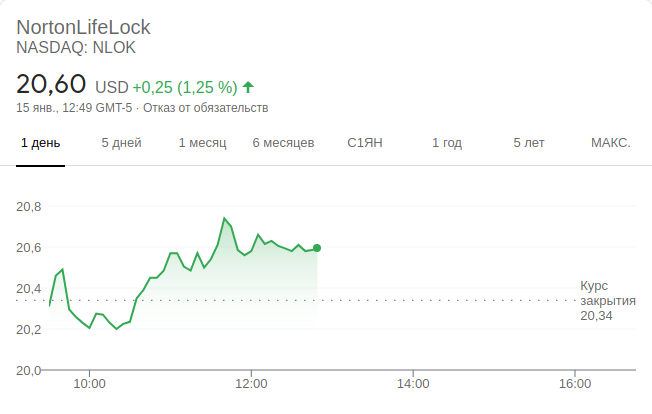 NortonLifeLock
NASDAQ: NLOK
20,60 USD +0,25 (1,25 %)
15 янв., 12:49 GMT-5 · Отказ от обязательств
1 день 5 дней 1 месяц 6 месяцев С1ЯН 1 год 5 лет МАКС.
20,8
20,6
20,4
Курс
закрытия
20,34
20,2
20,0
10:00 12:00 14:00 16:00